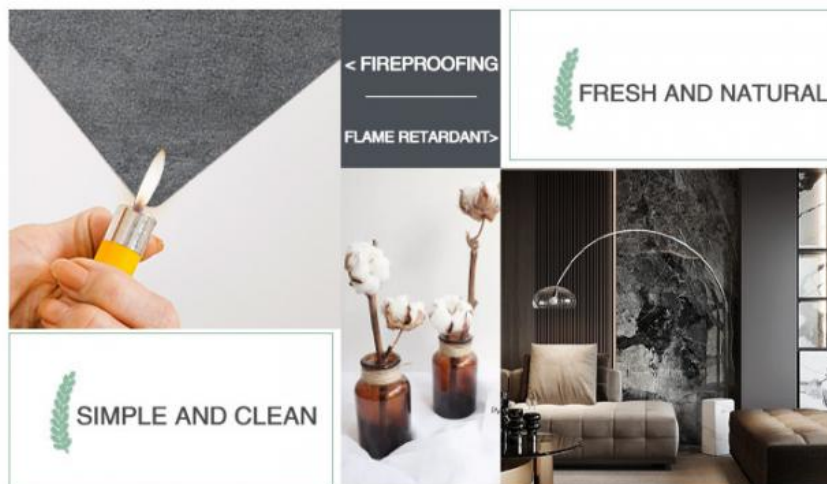 < FIREPROOFING
FLAME RETARDANT>
FRESH AND NATURAL
SIMPLE AND CLEAN